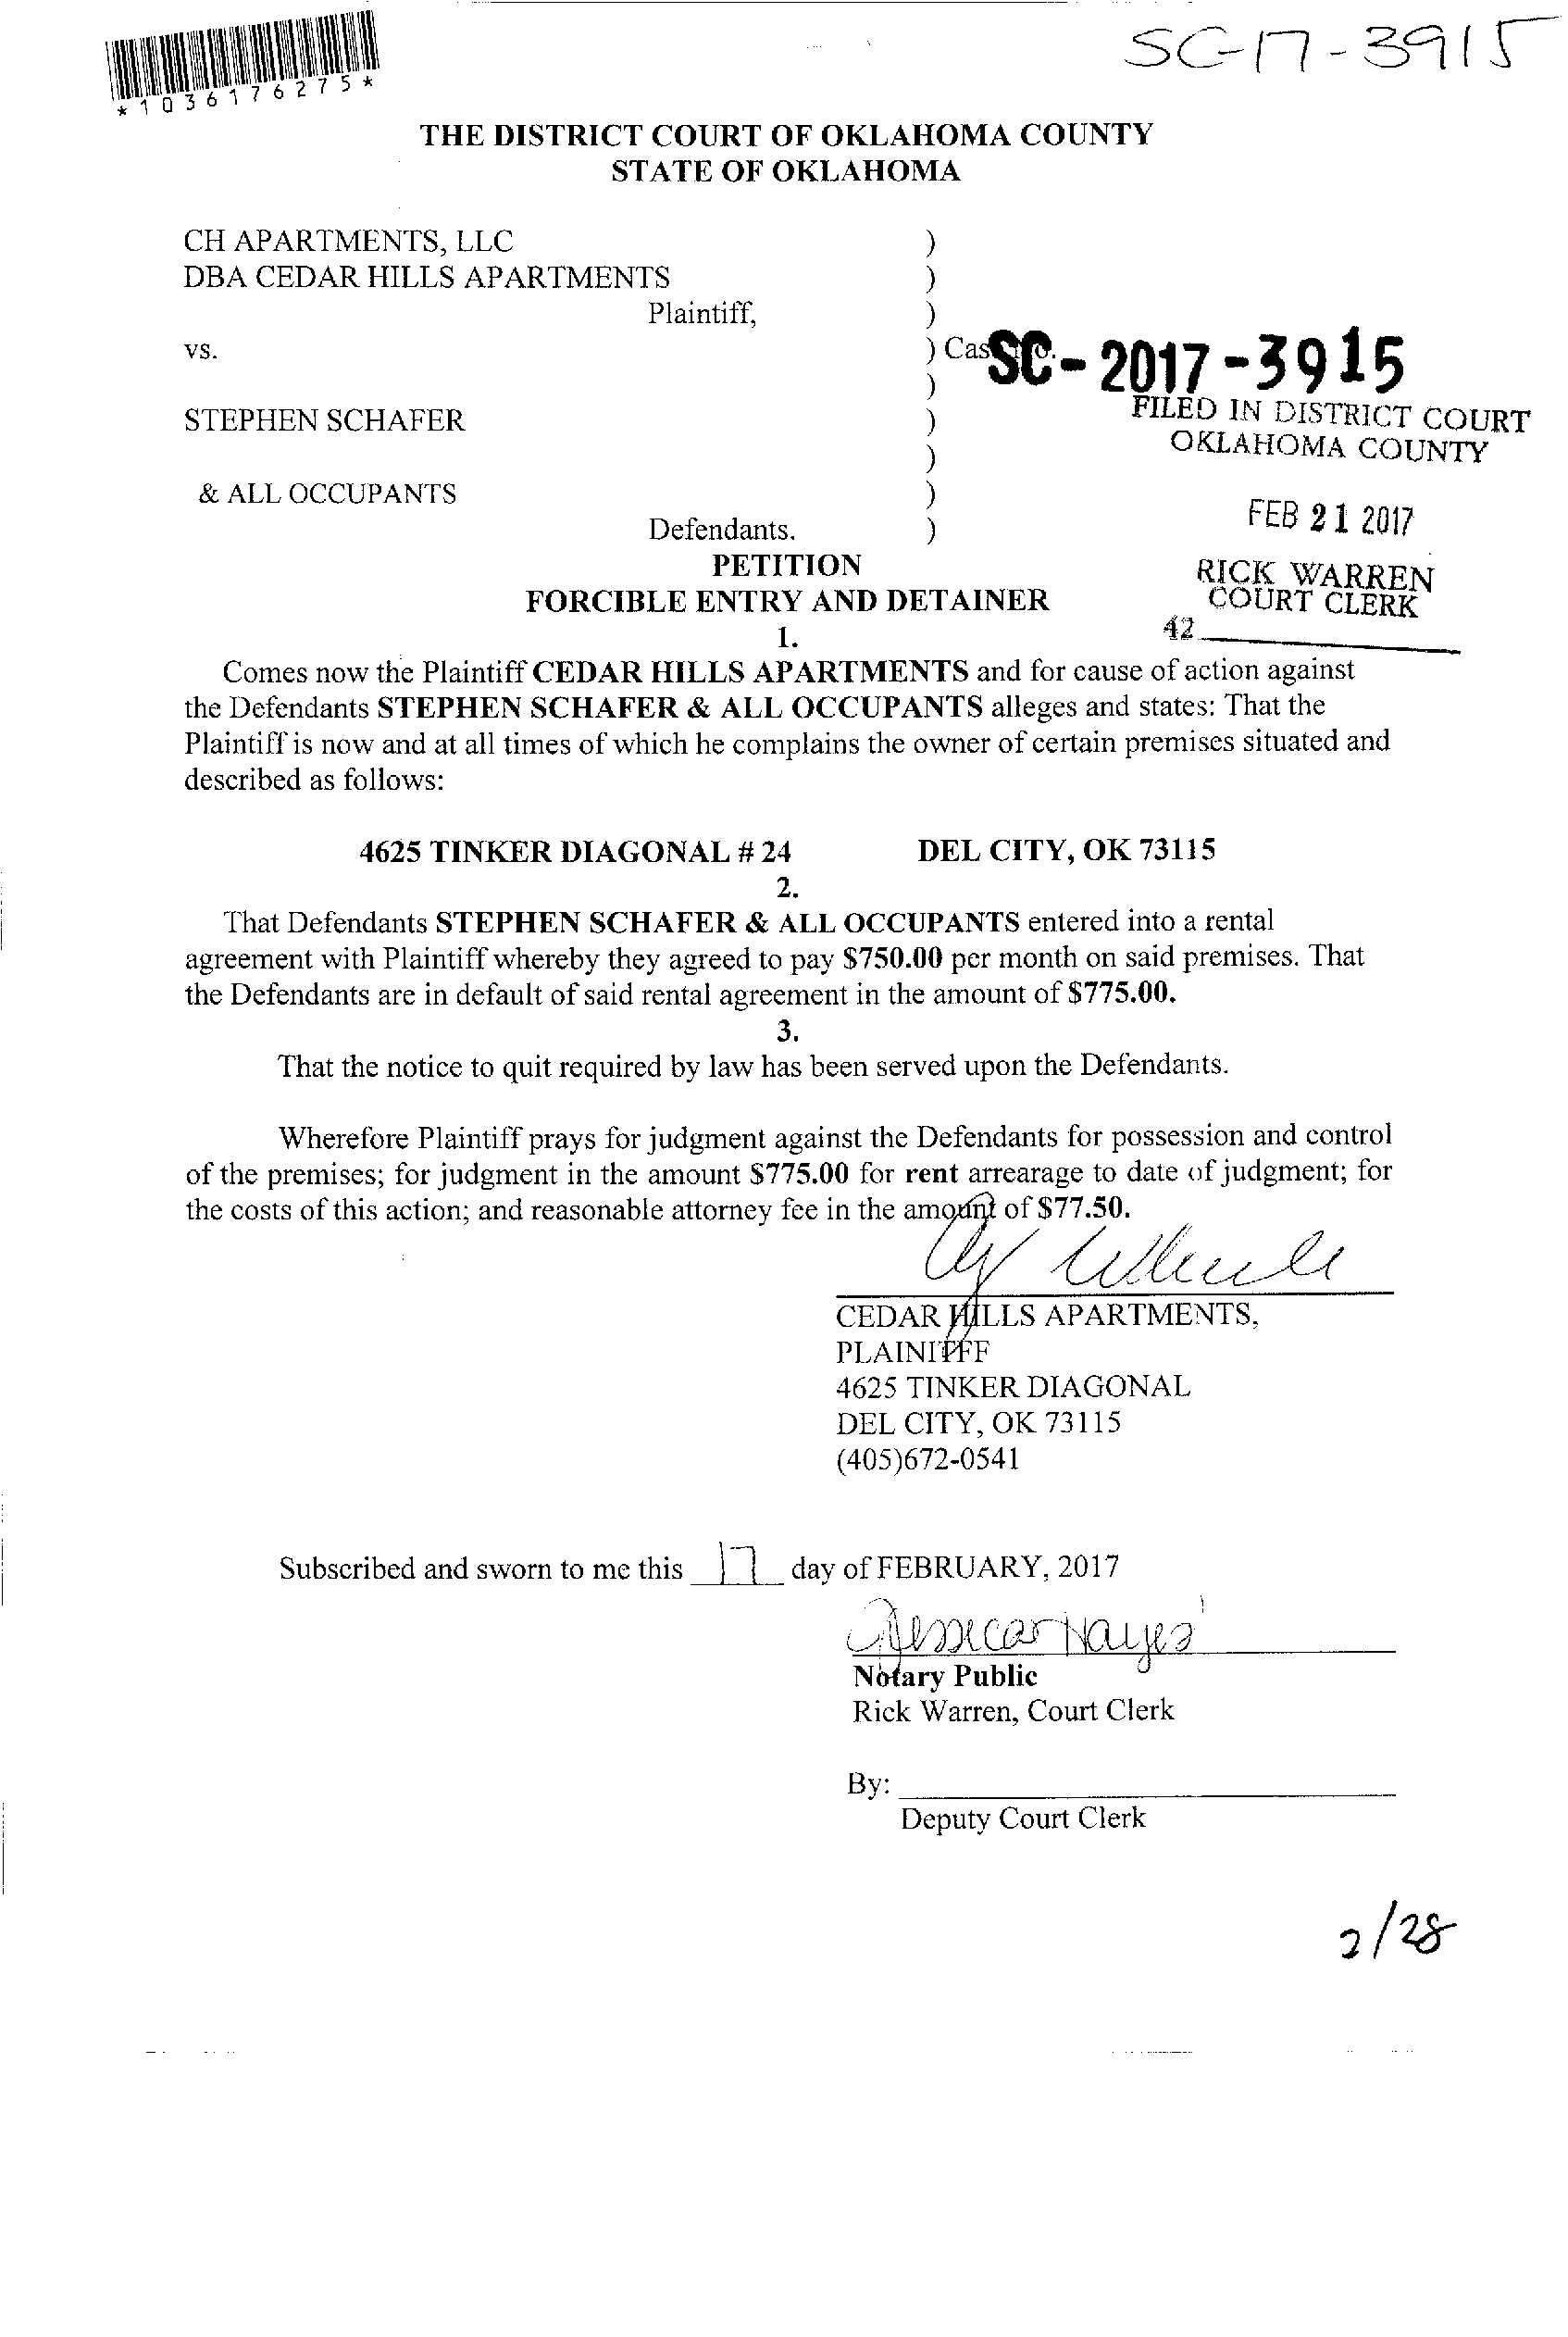 SC-17-3915
*1036176275*
THE DISTRICT COURT OF OKLAHOMA COUNTY
STATE OF OKLAHOMA
CH APARTMENTS, LLC )
DBA CEDAR HILLS APARTMENTS )
Plaintiff, )
vs. ) Case No. SC-2017-3915
)
STEPHEN SCHAFER )
FILED IN DISTRICT COURT
OKLAHOMA COUNTY
)
& ALL OCCUPANTS )
FEB 21 2017
Defendants. )
PETITION
RICK WARREN
COURT CLERK
FORCIBLE ENTRY AND DETAINER
42
1.
Comes now the Plaintiff CEDAR HILLS APARTMENTS and for cause of action against
the Defendants STEPHEN SCHAFER & ALL OCCUPANTS alleges and states: That the
Plaintiff is now and at all times of which he complains the owner of certain premises situated and
described as follows:
4625 TINKER DIAGONAL # 24 DEL CITY, OK 73115
2.
That Defendants STEPHEN SCHAFER & ALL OCCUPANTS entered into a rental
agreement with Plaintiff whereby they agreed to pay $750.00 per month on said premises. That
the Defendants are in default of said rental agreement in the amount of $775.00.
3.
That the notice to quit required by law has been served upon the Defendants.
Wherefore Plaintiff prays for judgment against the Defendants for possession and control
of the premises; for judgment in the amount $775.00 for rent arrearage to date of judgment; for
the costs of this action; and reasonable attorney fee in the amount of $77.50.
CEDAR HILLS APARTMENTS,
PLAINITFF
4625 TINKER DIAGONAL
DEL CITY, OK 73115
(405)672-0541
Subscribed and sworn to me this 17 day of FEBRUARY, 2017
Jessica Hayes
Notary Public
Rick Warren, Court Clerk
By:
Deputy Court Clerk
2/28